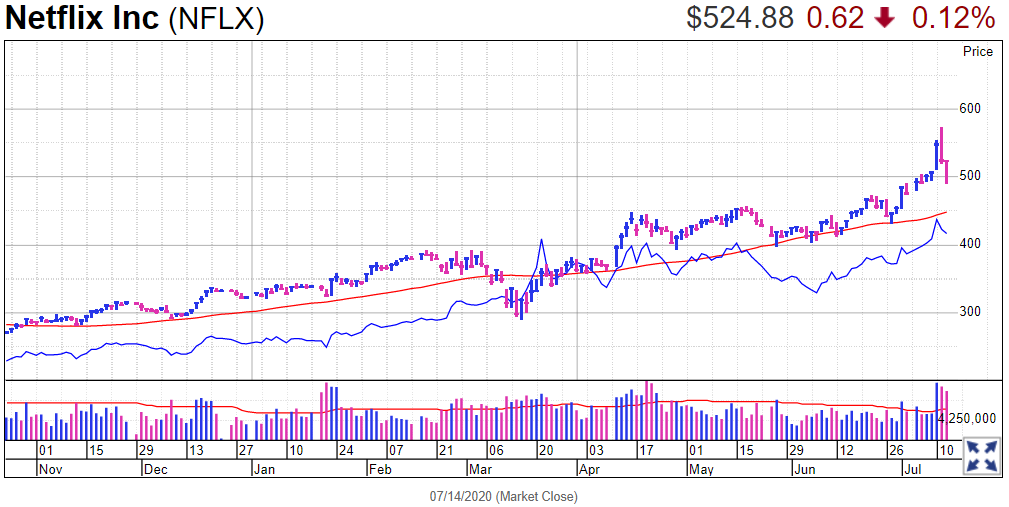 Netflix Inc (NFLX) $524.88 0.62 0.12%
Price
600
500
400
300
4,250,000
01 15 29 13 27 10 24 07 21 06 20 03 17 01 15 29 12 26 10
Nov Dec Jan Feb Mar Apr May Jun Jul
07/14/2020 (Market Close)